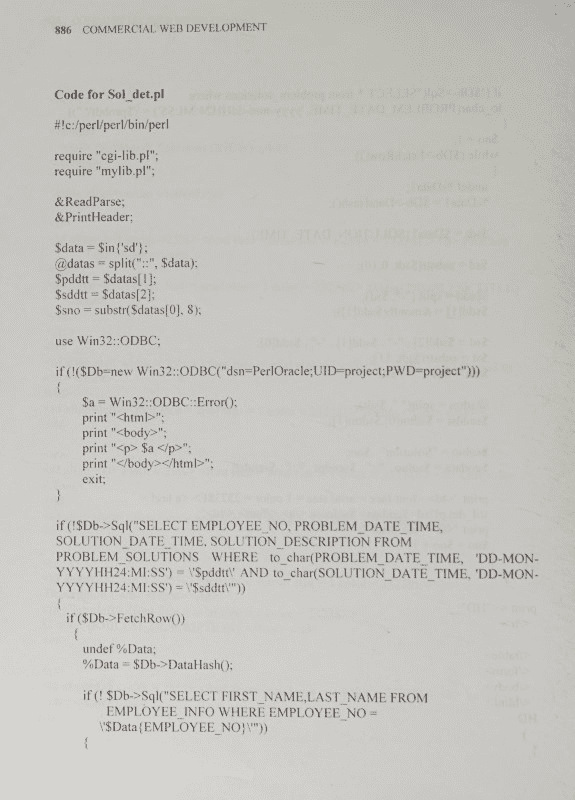 886 COMMERCIAL WEB DEVELOPMENT
Code for Sol_det.pl
#!c:/perl/perl/bin/perl
require "cgi-lib.pl";
require "mylib.pl";
&ReadParse;
&PrintHeader;
$data = $in{'sd'};
@datas = split("::", $data);
$pddtt = $datas[1];
$sddtt = $datas[2];
$sno = substr($datas[0], 8);
use Win32::ODBC;
if (!($Db=new Win32::ODBC("dsn=PerlOracle;UID=project;PWD=project")))
{
$a = Win32::ODBC::Error();
print "<html>";
print "<body>";
print "<p> $a </p>";
print "</body></html>";
exit;
}
if (!$Db->Sql("SELECT EMPLOYEE_NO, PROBLEM_DATE_TIME,
SOLUTION_DATE_TIME, SOLUTION_DESCRIPTION FROM
PROBLEM_SOLUTIONS WHERE to_char(PROBLEM_DATE_TIME, 'DD-MON-
YYYYHH24:MI:SS') = \'$pddtt\' AND to_char(SOLUTION_DATE_TIME, 'DD-MON-
YYYYHH24:MI:SS') = \'$sddtt\'"))
{
if ($Db->FetchRow())
{
undef %Data;
%Data = $Db->DataHash();
if (! $Db->Sql("SELECT FIRST_NAME,LAST_NAME FROM
EMPLOYEE_INFO WHERE EMPLOYEE_NO =
\'$Data{EMPLOYEE_NO}\'"))
{